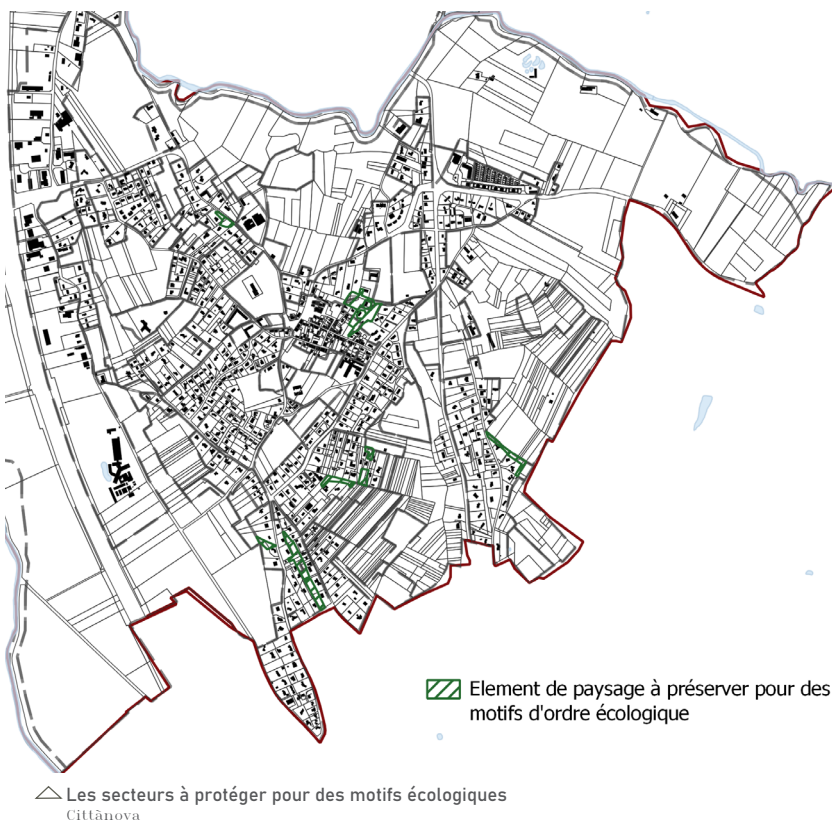 Element de paysage à préserver pour des
motifs d'ordre écologique
Les secteurs à protéger pour des motifs écologiques
Cittànova